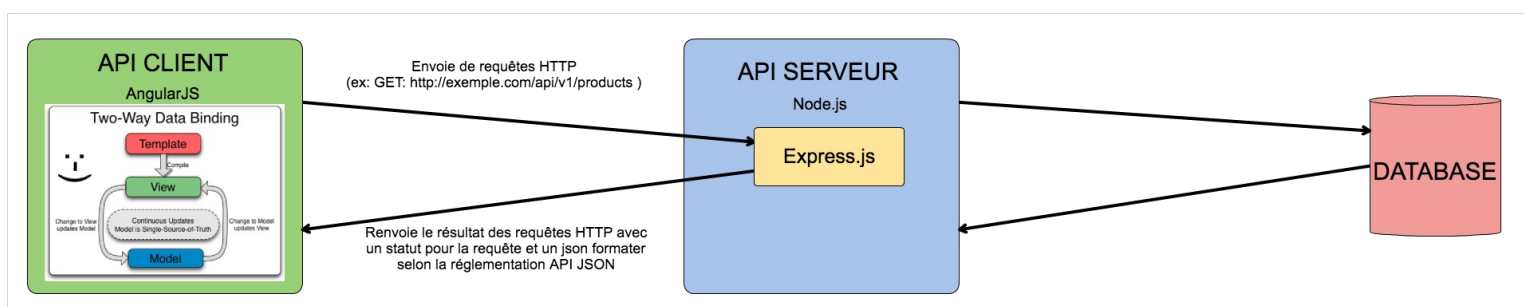 API CLIENT
AngularJS
Two-Way Data Binding
Template
Compile
View
Change to View
updates Model
Continuous Updates
Model is Single-Source-of-Truth
Change to Model
updates View
Model
Envoie de requêtes HTTP
(ex: GET: http://exemple.com/api/v1/products )
Renvoie le résultat des requêtes HTTP avec
un statut pour la requête et un json formater
selon la réglementation API JSON
API SERVEUR
Node.js
Express.js
DATABASE